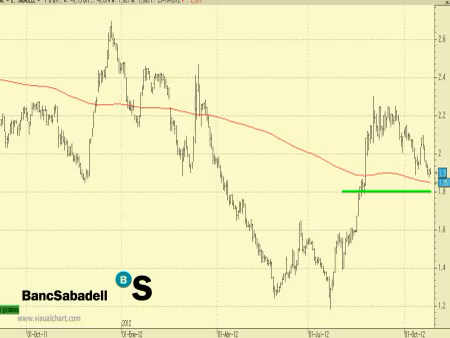 2.6
2.4
2.2
2
1.8
1.6
1.4
1.2
BancSabadell
B
S
www.visualchart.com
01-Oct-11
2012
01-Ene-12
01-Abr-12
01-Jul-12
01-Oct-12